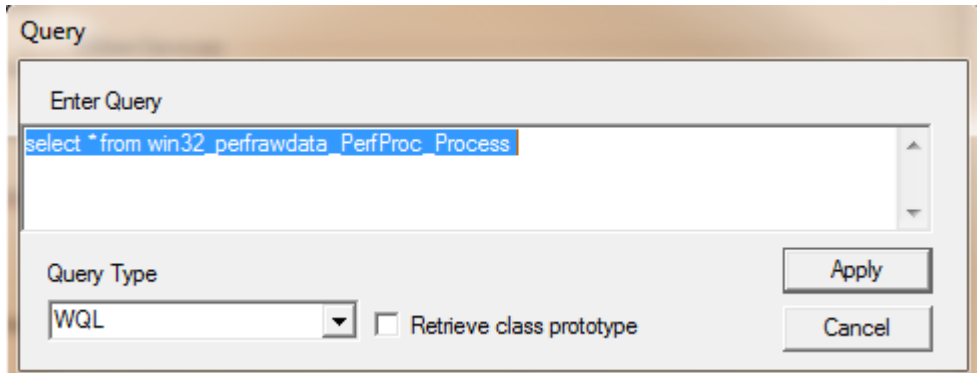 Query
Enter Query
select * from win32_perfrawdata_PerfProc_Process
Query Type
Apply
WQL
Retrieve class prototype
Cancel